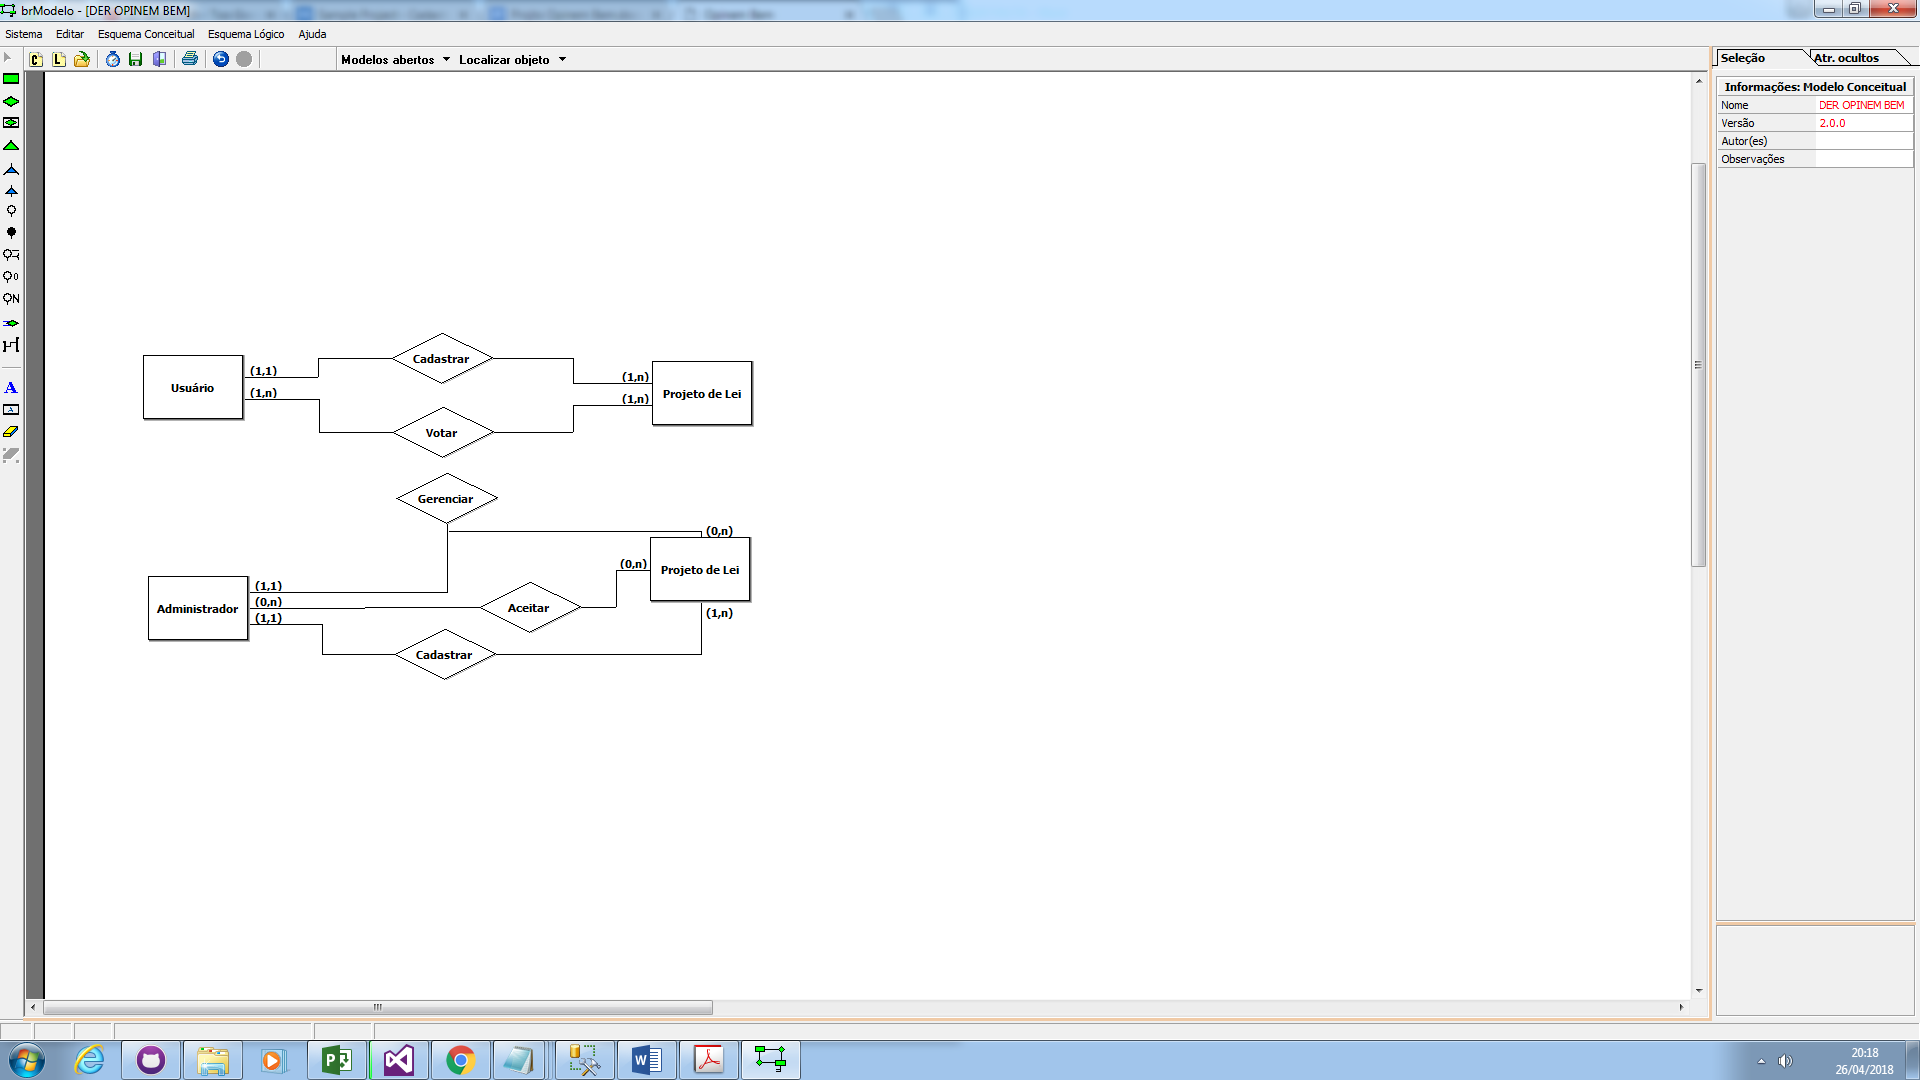 brModelo - [DER OPINEM BEM]
Sistema Editar Esquema Conceitual Esquema Lógico Ajuda
Modelos abertos Localizar objeto
Seleção Atr. ocultos
Informações: Modelo Conceitual
Nome DER OPINEM BEM
Versão 2.0.0
Autor(es)
Observações
Cadastrar
Usuário (1,1) (1,n) Projeto de Lei
(1,n) (1,n)
Votar
Gerenciar
(0,n)
(0,n) Projeto de Lei
(1,1)
Administrador (0,n) Aceitar
(1,1) (1,n)
Cadastrar
20:18
26/04/2018